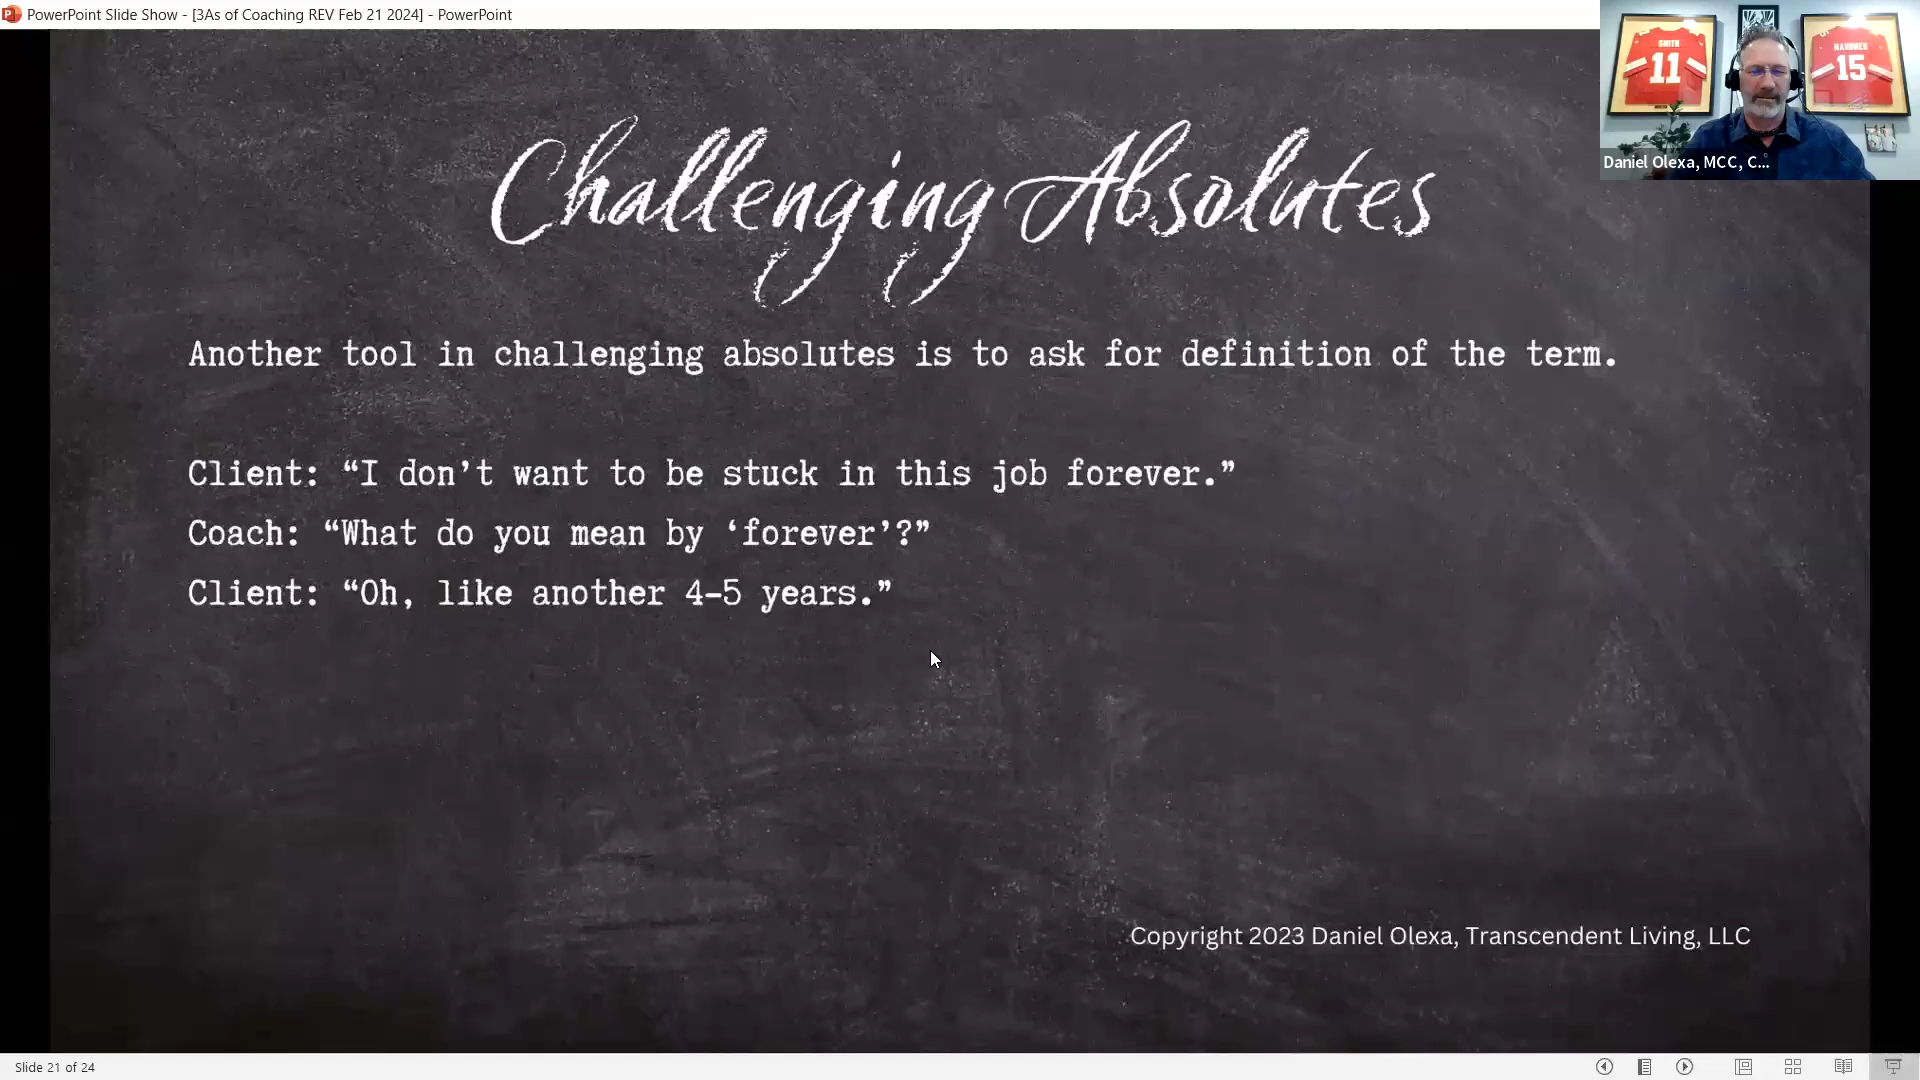 PowerPoint Slide Show - [3As of Coaching REV Feb 21 2024] - PowerPoint
SMITH
11
MAHOMES
15
Daniel Olexa, MCC, C...
Challenging Absolutes
Another tool in challenging absolutes is to ask for definition of the term.
Client: “I don’t want to be stuck in this job forever.”
Coach: “What do you mean by ‘forever’?”
Client: “Oh, like another 4-5 years.”
Copyright 2023 Daniel Olexa, Transcendent Living, LLC
Slide 21 of 24